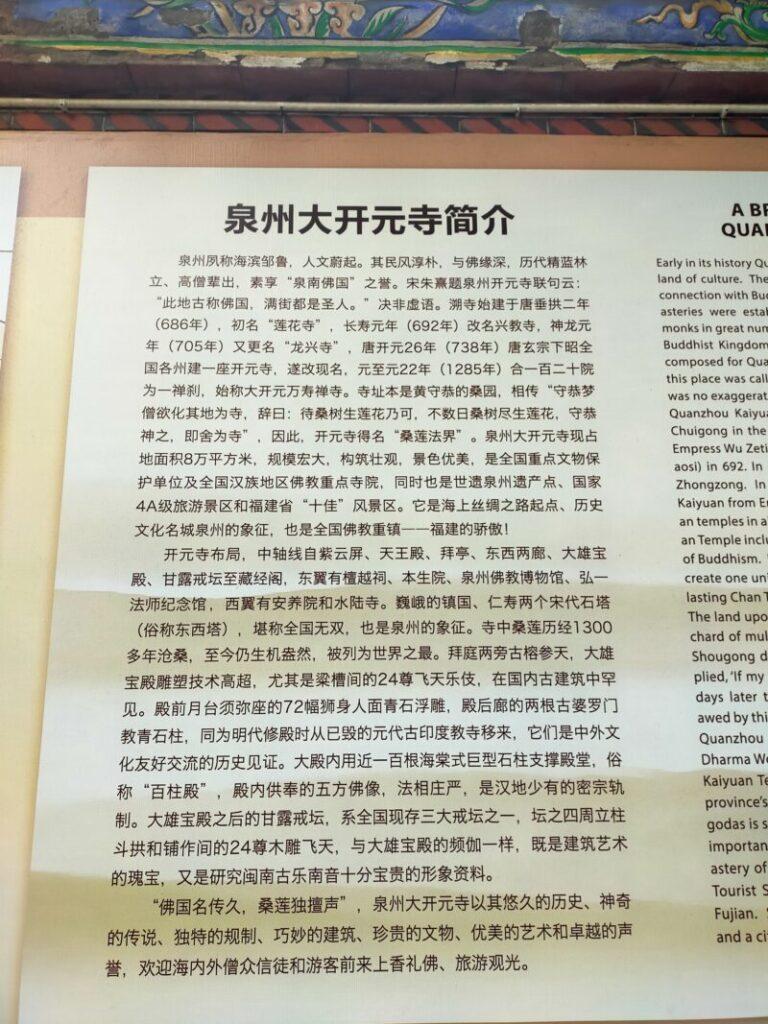 泉州大开元寺简介
泉州夙称海滨邹鲁，人文蔚起。其民风淳朴，与佛缘深，历代精蓝林
立、高僧辈出，素享“泉南佛国”之誉。宋朱熹题泉州开元寺联句云：
“此地古称佛国，满街都是圣人。”决非虚语。溯寺始建于唐垂拱二年
（686年），初名“莲花寺”，长寿元年（692年）改名兴教寺，神龙元
年（705年）又更名“龙兴寺”，唐开元26年（738年）唐玄宗下昭全
国各州建一座开元寺，遂改现名，元至元22年（1285年）合一百二十院
为一禅刹，始称大开元万寿禅寺。寺址本是黄守恭的桑园，相传“守恭梦
僧欲化其地为寺，辞曰：待桑树生莲花乃可，不数日桑树尽生莲花，守恭
神之，即舍为寺”，因此，开元寺得名“桑莲法界”。泉州大开元寺现占
地面积8万平方米，规模宏大，构筑壮观，景色优美，是全国重点文物保
护单位及全国汉族地区佛教重点寺院，同时也是世遗泉州遗产点、国家
4A级旅游景区和福建省“十佳”风景区。它是海上丝绸之路起点、历史
文化名城泉州的象征，也是全国佛教重镇——福建的骄傲！
开元寺布局，中轴线自紫云屏、天王殿、拜亭、东西两廊、大雄宝
殿、甘露戒坛至藏经阁，东翼有檀越祠、本生院、泉州佛教博物馆、弘一
法师纪念馆，西翼有安养院和水陆寺。巍峨的镇国、仁寿两个宋代石塔
（俗称东西塔），堪称全国无双，也是泉州的象征。寺中桑莲历经1300
多年沧桑，至今仍生机盎然，被列为世界之最。拜庭两旁古榕参天，大雄
宝殿雕塑技术高超，尤其是梁槽间的24尊飞天乐伎，在国内古建筑中罕
见。殿前月台须弥座的72幅狮身人面青石浮雕，殿后廊的两根古婆罗门
教青石柱，同为明代修殿时从已毁的元代古印度教寺移来，它们是中外文
化友好交流的历史见证。大殿内用近一百根海棠式巨型石柱支撑殿堂，俗
称“百柱殿”，殿内供奉的五方佛像，法相庄严，是汉地少有的密宗轨
制。大雄宝殿之后的甘露戒坛，系全国现存三大戒坛之一，坛之四周立柱
斗拱和铺作间的24尊木雕飞天，与大雄宝殿的频伽一样，既是建筑艺术
的瑰宝，又是研究闽南古乐南音十分宝贵的形象资料。
“佛国名传久，桑莲独擅声”，泉州大开元寺以其悠久的历史、神奇
的传说、独特的规制、巧妙的建筑、珍贵的文物、优美的艺术和卓越的声
誉，欢迎海内外僧众信徒和游客前来上香礼佛、旅游观光。
A BR
QUAN
Early in its history Qu
land of culture. The
connection with Bud
asteries were estab
monks in great num
Buddhist Kingdom
composed for Qua
this place was call
was no exaggerat
Quanzhou Kaiyua
Chuigong in the
Empress Wu Zeti
aosi) in 692. In
Zhongzong. In
Kaiyuan from Em
an temples in a
an Temple inclu
of Buddhism.
create one uni
lasting Chan T
The land upo
chard of mul
Shougong d
plied, 'If my
days later t
awed by thi
Quanzhou
Dharma Wo
Kaiyuan Te
province's
godas is s
importan
astery of
Tourist S
Fujian.
and a ci